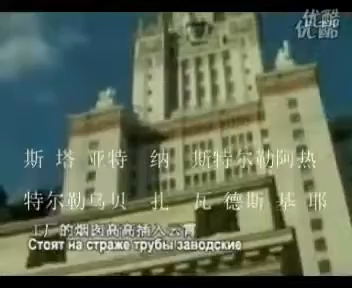 优酷
优酷
斯 塔 亚特 纳 斯特尔勒阿热
特尔勒乌贝 扎 瓦 德斯 基 耶
工厂的烟囱高高插入云霄
Стоят на страже трубы заводские